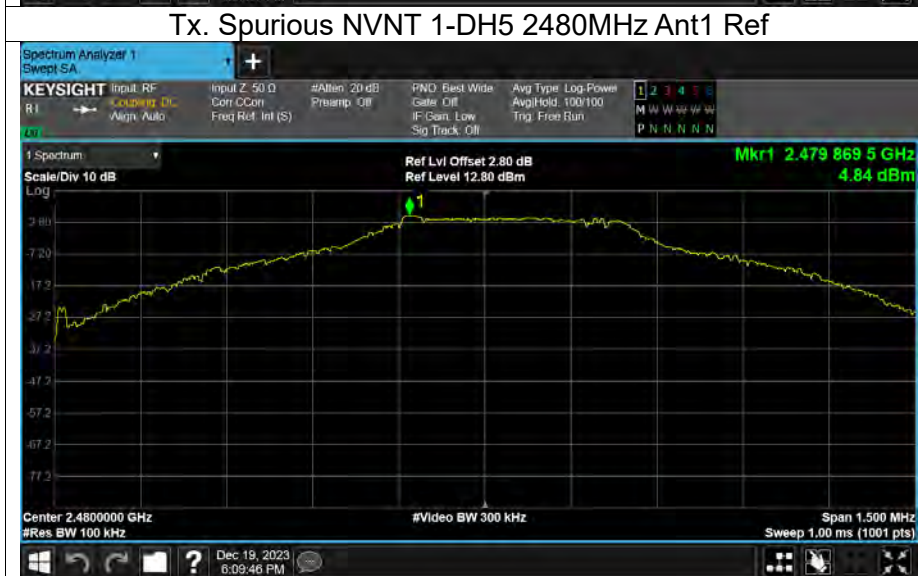 Tx. Spurious NVNT 1-DH5 2480MHz Ant1 Ref
Spectrum Analyzer 1
Swept SA
+
KEYSIGHT Input: RF Input Z: 50 Ω #Atten: 20 dB PNO: Best Wide Avg Type: Log-Power 1 2 3 4 5 6
Coupling: DC Corr CCorr Preamp: Off Gate: Off Avg|Hold: 100/100 M W W W W W
Align: Auto Freq Ref: Int (S) IF Gain: Low Trig: Free Run
Sig Track: Off P N N N N N
1 Spectrum
Ref Lvl Offset 2.80 dB Mkr1 2.479 869 5 GHz
Scale/Div 10 dB Ref Level 12.80 dBm 4.84 dBm
Log
1
2.80
-7.20
-17.2
-27.2
-37.2
-47.2
-57.2
-67.2
-77.2
Center 2.4800000 GHz #Video BW 300 kHz Span 1.500 MHz
#Res BW 100 kHz Sweep 1.00 ms (1001 pts)
? Dec 19, 2023
6:09:46 PM